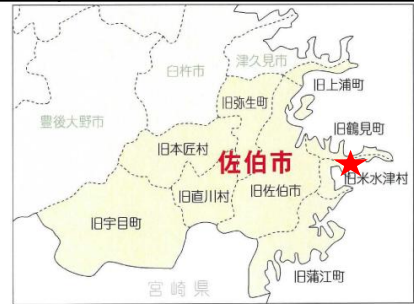 津久見市
臼杵市
旧上浦町
旧弥生町
豊後大野市
旧鶴見町
旧本匠村
佐伯市
旧米水津村
旧直川村
旧佐伯市
旧宇目町
旧蒲江町
宮崎県